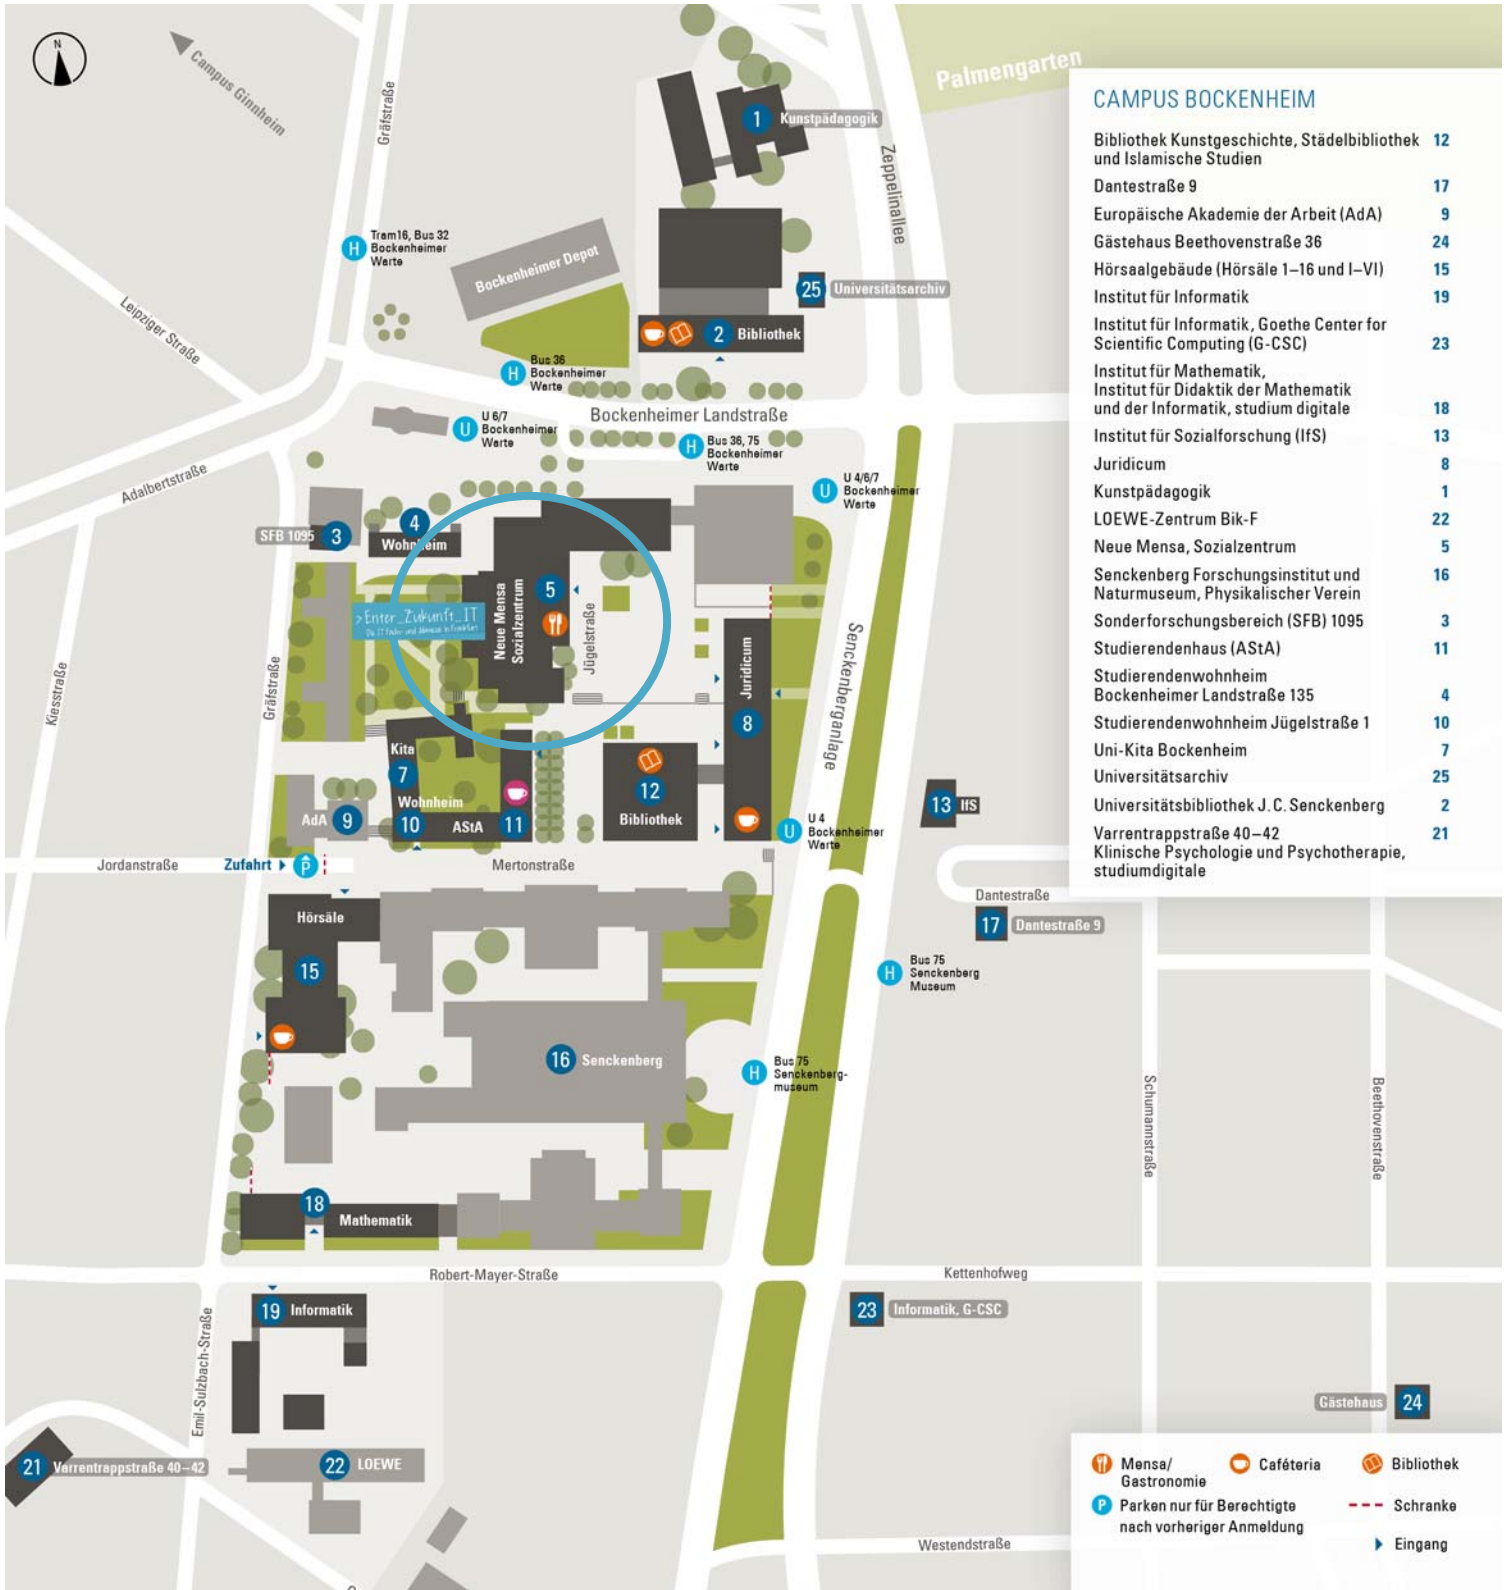 N
Campus Ginnheim
Gräfstraße
Palmengarten
1 Kunstpädagogik
Zeppelinallee
Tram16, Bus 32
Bockenheimer
Warte
H
Bockenheimer Depot
25 Universitätsarchiv
Leipziger Straße
2 Bibliothek
H
Bus 36
Bockenheimer
Warte
Bockenheimer Landstraße
U
U 6/7
Bockenheimer
Warte
H
Bus 36, 75
Bockenheimer
Warte
Adalbertstraße
U
U 4/6/7
Bockenheimer
Warte
SFB 1095 3
4
Wohnheim
5
Neue Mensa
Sozialzentrum
>Enter_Zukunft_IT
Jügelstraße
Juridicum
8
Senckenberganlage
Kiesstraße
Gräfstraße
Kita
7
Wohnheim
10
AStA
11
12
Bibliothek
AdA 9
13 IfS
U
U 4
Bockenheimer
Warte
Jordanstraße
Zufahrt
P
Mertonstraße
Dantestraße
17 Dantestraße 9
Hörsäle
15
H
Bus 75
Senckenberg
Museum
16 Senckenberg
H
Bus 75
Senckenberg-
museum
Schumannstraße
Beethovenstraße
18
Mathematik
Robert-Mayer-Straße
Kettenhofweg
19 Informatik
23 Informatik, G-CSC
Emil-Sulzbach-Straße
Gästehaus 24
21 Varrentrappstraße 40–42
22 LOEWE
Westendstraße
CAMPUS BOCKENHEIM
Bibliothek Kunstgeschichte, Städelbibliothek 12
und Islamische Studien
Dantestraße 9 17
Europäische Akademie der Arbeit (AdA) 9
Gästehaus Beethovenstraße 36 24
Hörsaalgebäude (Hörsäle 1–16 und I–VI) 15
Institut für Informatik 19
Institut für Informatik, Goethe Center for
Scientific Computing (G-CSC) 23
Institut für Mathematik,
Institut für Didaktik der Mathematik
und der Informatik, studium digitale 18
Institut für Sozialforschung (IfS) 13
Juridicum 8
Kunstpädagogik 1
LOEWE-Zentrum Bik-F 22
Neue Mensa, Sozialzentrum 5
Senckenberg Forschungsinstitut und 16
Naturmuseum, Physikalischer Verein
Sonderforschungsbereich (SFB) 1095 3
Studierendenhaus (AStA) 11
Studierendenwohnheim
Bockenheimer Landstraße 135 4
Studierendenwohnheim Jügelstraße 1 10
Uni-Kita Bockenheim 7
Universitätsarchiv 25
Universitätsbibliothek J. C. Senckenberg 2
Varrentrappstraße 40–42 21
Klinische Psychologie und Psychotherapie,
studiumdigitale
Mensa/
Gastronomie
Caféteria
Bibliothek
P Parken nur für Berechtigte
nach vorheriger Anmeldung
Schranke
Eingang